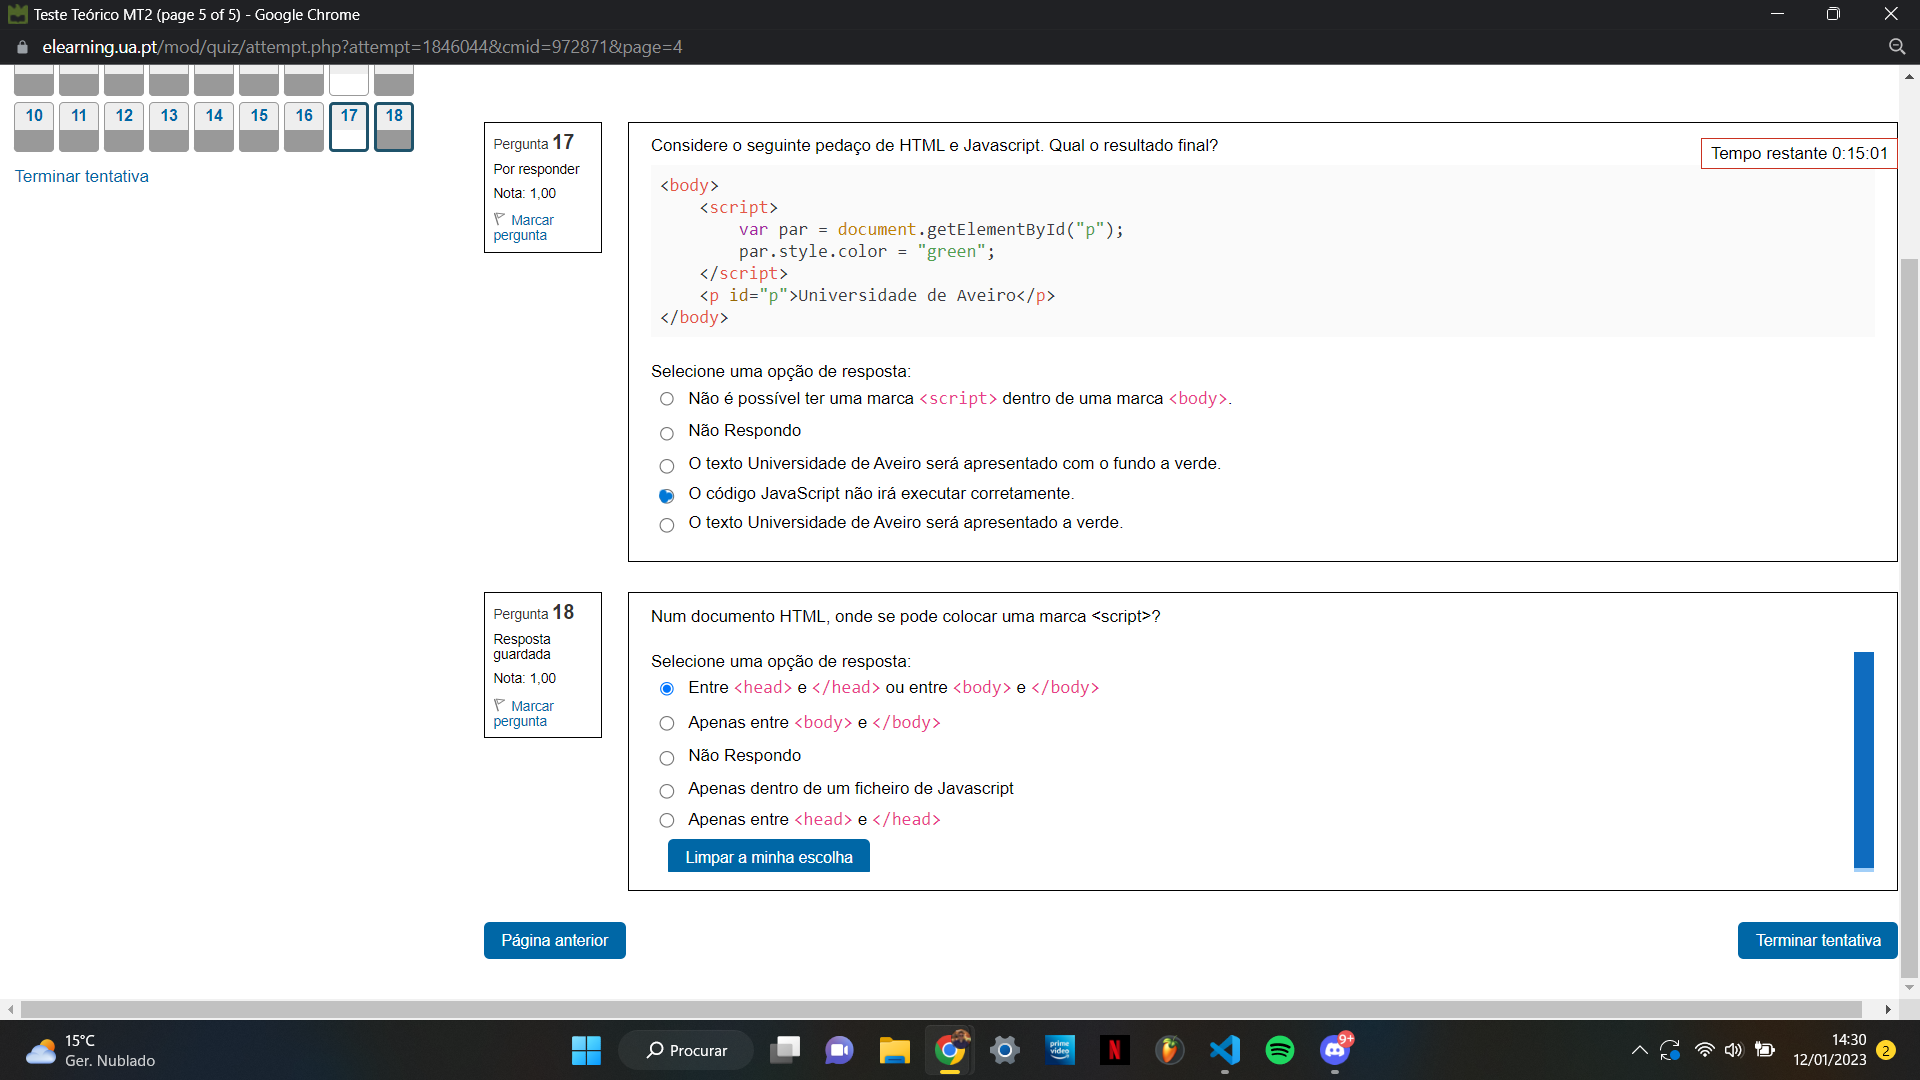 Teste Teórico MT2 (page 5 of 5) - Google Chrome
elearning.ua.pt/mod/quiz/attempt.php?attempt=1846044&cmid=972871&page=4
10 11 12 13 14 15 16 17 18
Terminar tentativa
Pergunta 17
Por responder
Nota: 1,00
Marcar
pergunta
Considere o seguinte pedaço de HTML e Javascript. Qual o resultado final?
Tempo restante 0:15:01
<body>
<script>
var par = document.getElementById("p");
par.style.color = "green";
</script>
<p id="p">Universidade de Aveiro</p>
</body>
Selecione uma opção de resposta:
Não é possível ter uma marca <script> dentro de uma marca <body>.
Não Respondo
O texto Universidade de Aveiro será apresentado com o fundo a verde.
O código JavaScript não irá executar corretamente.
O texto Universidade de Aveiro será apresentado a verde.
Pergunta 18
Resposta
guardada
Nota: 1,00
Marcar
pergunta
Num documento HTML, onde se pode colocar uma marca <script>?
Selecione uma opção de resposta:
Entre <head> e </head> ou entre <body> e </body>
Apenas entre <body> e </body>
Não Respondo
Apenas dentro de um ficheiro de Javascript
Apenas entre <head> e </head>
Limpar a minha escolha
Página anterior
Terminar tentativa
15°C
Ger. Nublado
Procurar
prime video
N
9+
14:30
12/01/2023
2